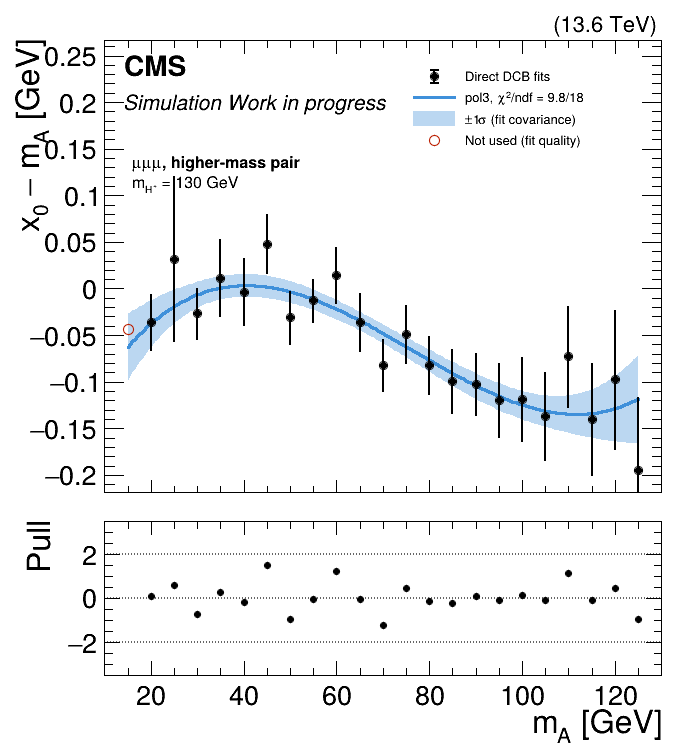 (13.6 TeV)
CMS
Simulation Work in progress
Direct DCB fits
pol3, χ²/ndf = 9.8/18
±1σ (fit covariance)
Not used (fit quality)
μμμ, higher-mass pair
m_H⁻ = 130 GeV
x₀ − m_A [GeV]
0.25
0.2
0.15
0.1
0.05
0
−0.05
−0.1
−0.15
−0.2
Pull
2
0
−2
20 40 60 80 100 120
m_A [GeV]